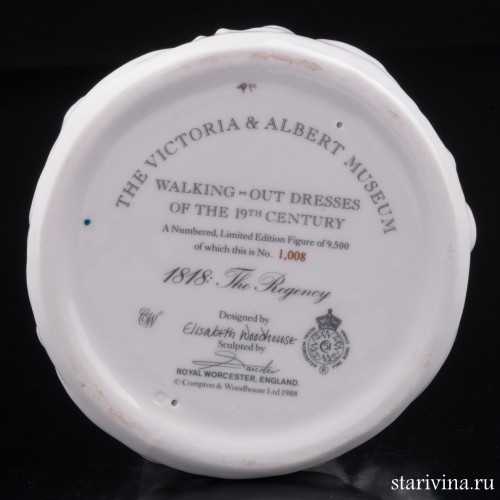 THE VICTORIA & ALBERT MUSEUM
WALKING-OUT DRESSES
OF THE 19TH CENTURY
A Numbered, Limited Edition Figure of 9,500
of which this is No. 1,008
1818: The Regency
CW
Designed by
Elisabeth Woodhouse
Sculpted by
ROYAL WORCESTER, ENGLAND.
© Compton & Woodhouse Ltd 1988
starivina.ru